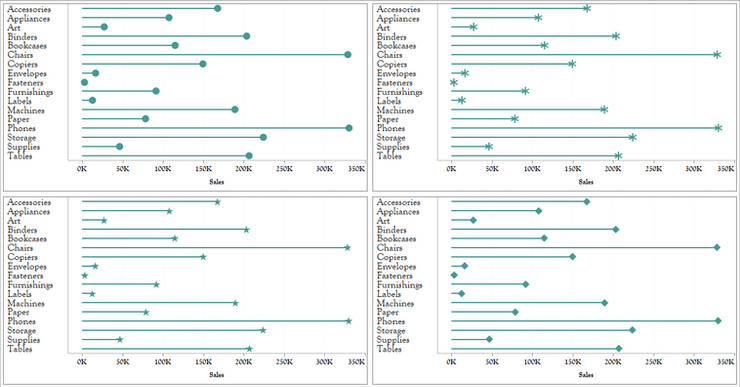 Accessories
Appliances
Art
Binders
Bookcases
Chairs
Copiers
Envelopes
Fasteners
Furnishings
Labels
Machines
Paper
Phones
Storage
Supplies
Tables
0K 50K 100K 150K 200K 250K 300K 350K
Sales
Accessories
Appliances
Art
Binders
Bookcases
Chairs
Copiers
Envelopes
Fasteners
Furnishings
Labels
Machines
Paper
Phones
Storage
Supplies
Tables
0K 50K 100K 150K 200K 250K 300K 350K
Sales
Accessories
Appliances
Art
Binders
Bookcases
Chairs
Copiers
Envelopes
Fasteners
Furnishings
Labels
Machines
Paper
Phones
Storage
Supplies
Tables
0K 50K 100K 150K 200K 250K 300K 350K
Sales
Accessories
Appliances
Art
Binders
Bookcases
Chairs
Copiers
Envelopes
Fasteners
Furnishings
Labels
Machines
Paper
Phones
Storage
Supplies
Tables
0K 50K 100K 150K 200K 250K 300K 350K
Sales